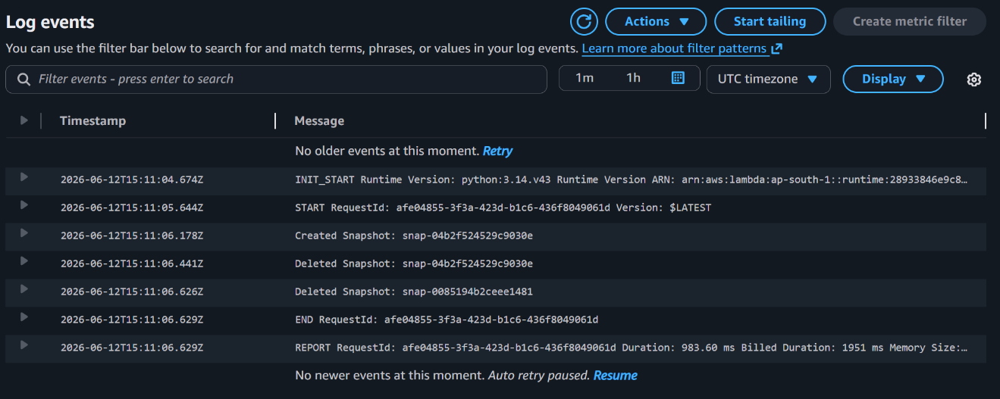 Log events
Actions
Start tailing
Create metric filter
You can use the filter bar below to search for and match terms, phrases, or values in your log events. Learn more about filter patterns
Filter events - press enter to search
1m
1h
UTC timezone
Display
Timestamp
Message
No older events at this moment. Retry
2026-06-12T15:11:04.674Z INIT_START Runtime Version: python:3.14.v43 Runtime Version ARN: arn:aws:lambda:ap-south-1::runtime:28933846e9c8…
2026-06-12T15:11:05.644Z START RequestId: afe04855-3f3a-423d-b1c6-436f8049061d Version: $LATEST
2026-06-12T15:11:06.178Z Created Snapshot: snap-04b2f524529c9030e
2026-06-12T15:11:06.441Z Deleted Snapshot: snap-04b2f524529c9030e
2026-06-12T15:11:06.626Z Deleted Snapshot: snap-0085194b2ceee1481
2026-06-12T15:11:06.629Z END RequestId: afe04855-3f3a-423d-b1c6-436f8049061d
2026-06-12T15:11:06.629Z REPORT RequestId: afe04855-3f3a-423d-b1c6-436f8049061d Duration: 983.60 ms Billed Duration: 1951 ms Memory Size:…
No newer events at this moment. Auto retry paused. Resume